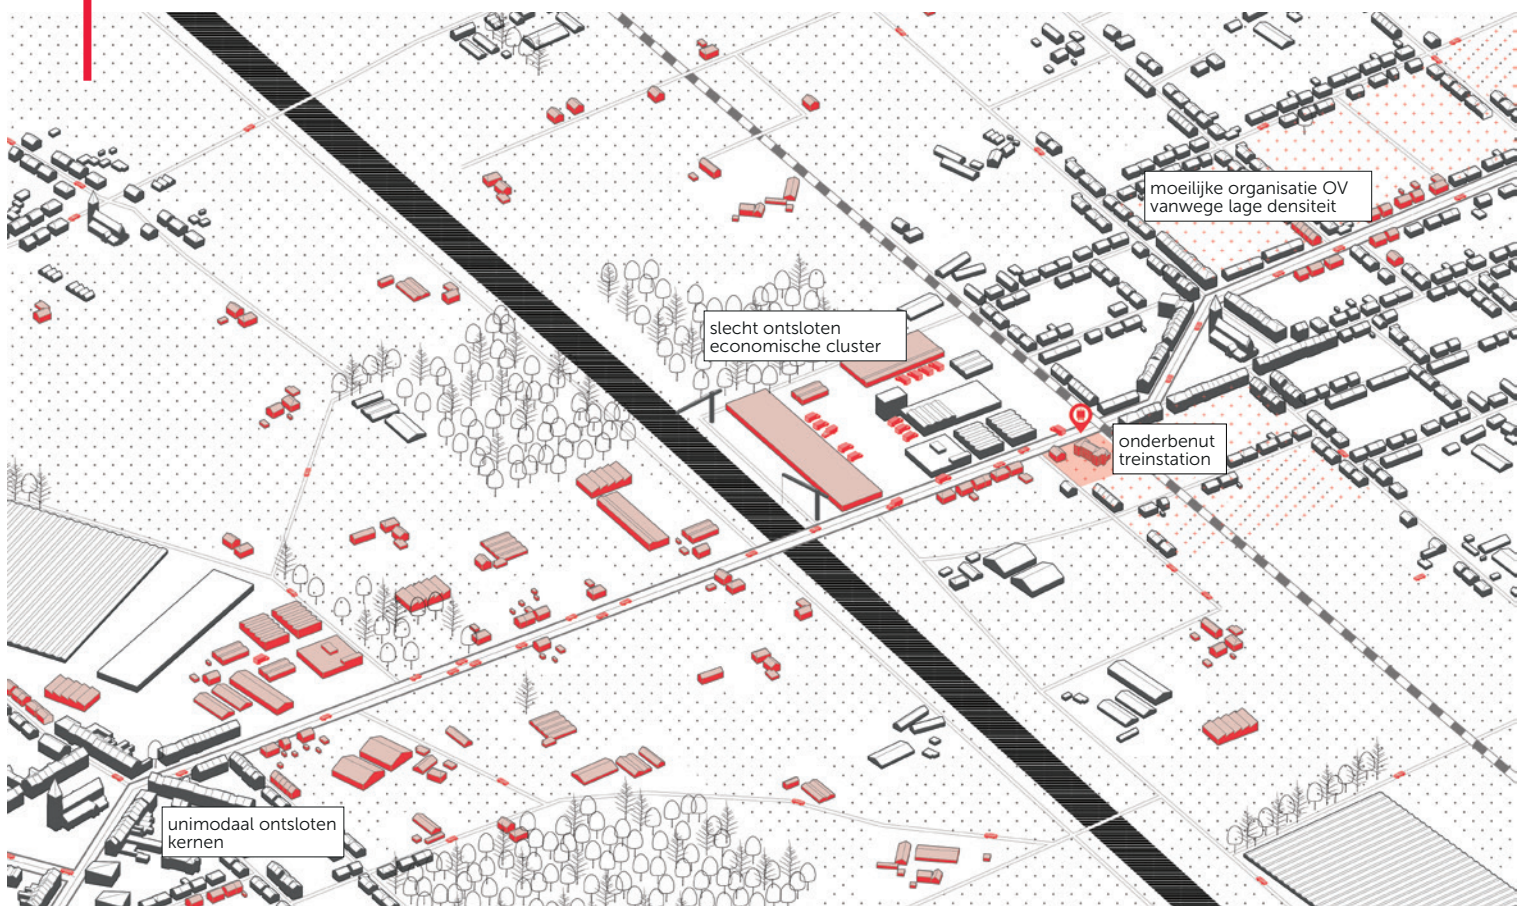 moeilijke organisatie OV
vanwege lage densiteit
slecht ontsloten
economische cluster
onderbenut
treinstation
unimodaal ontsloten
kernen